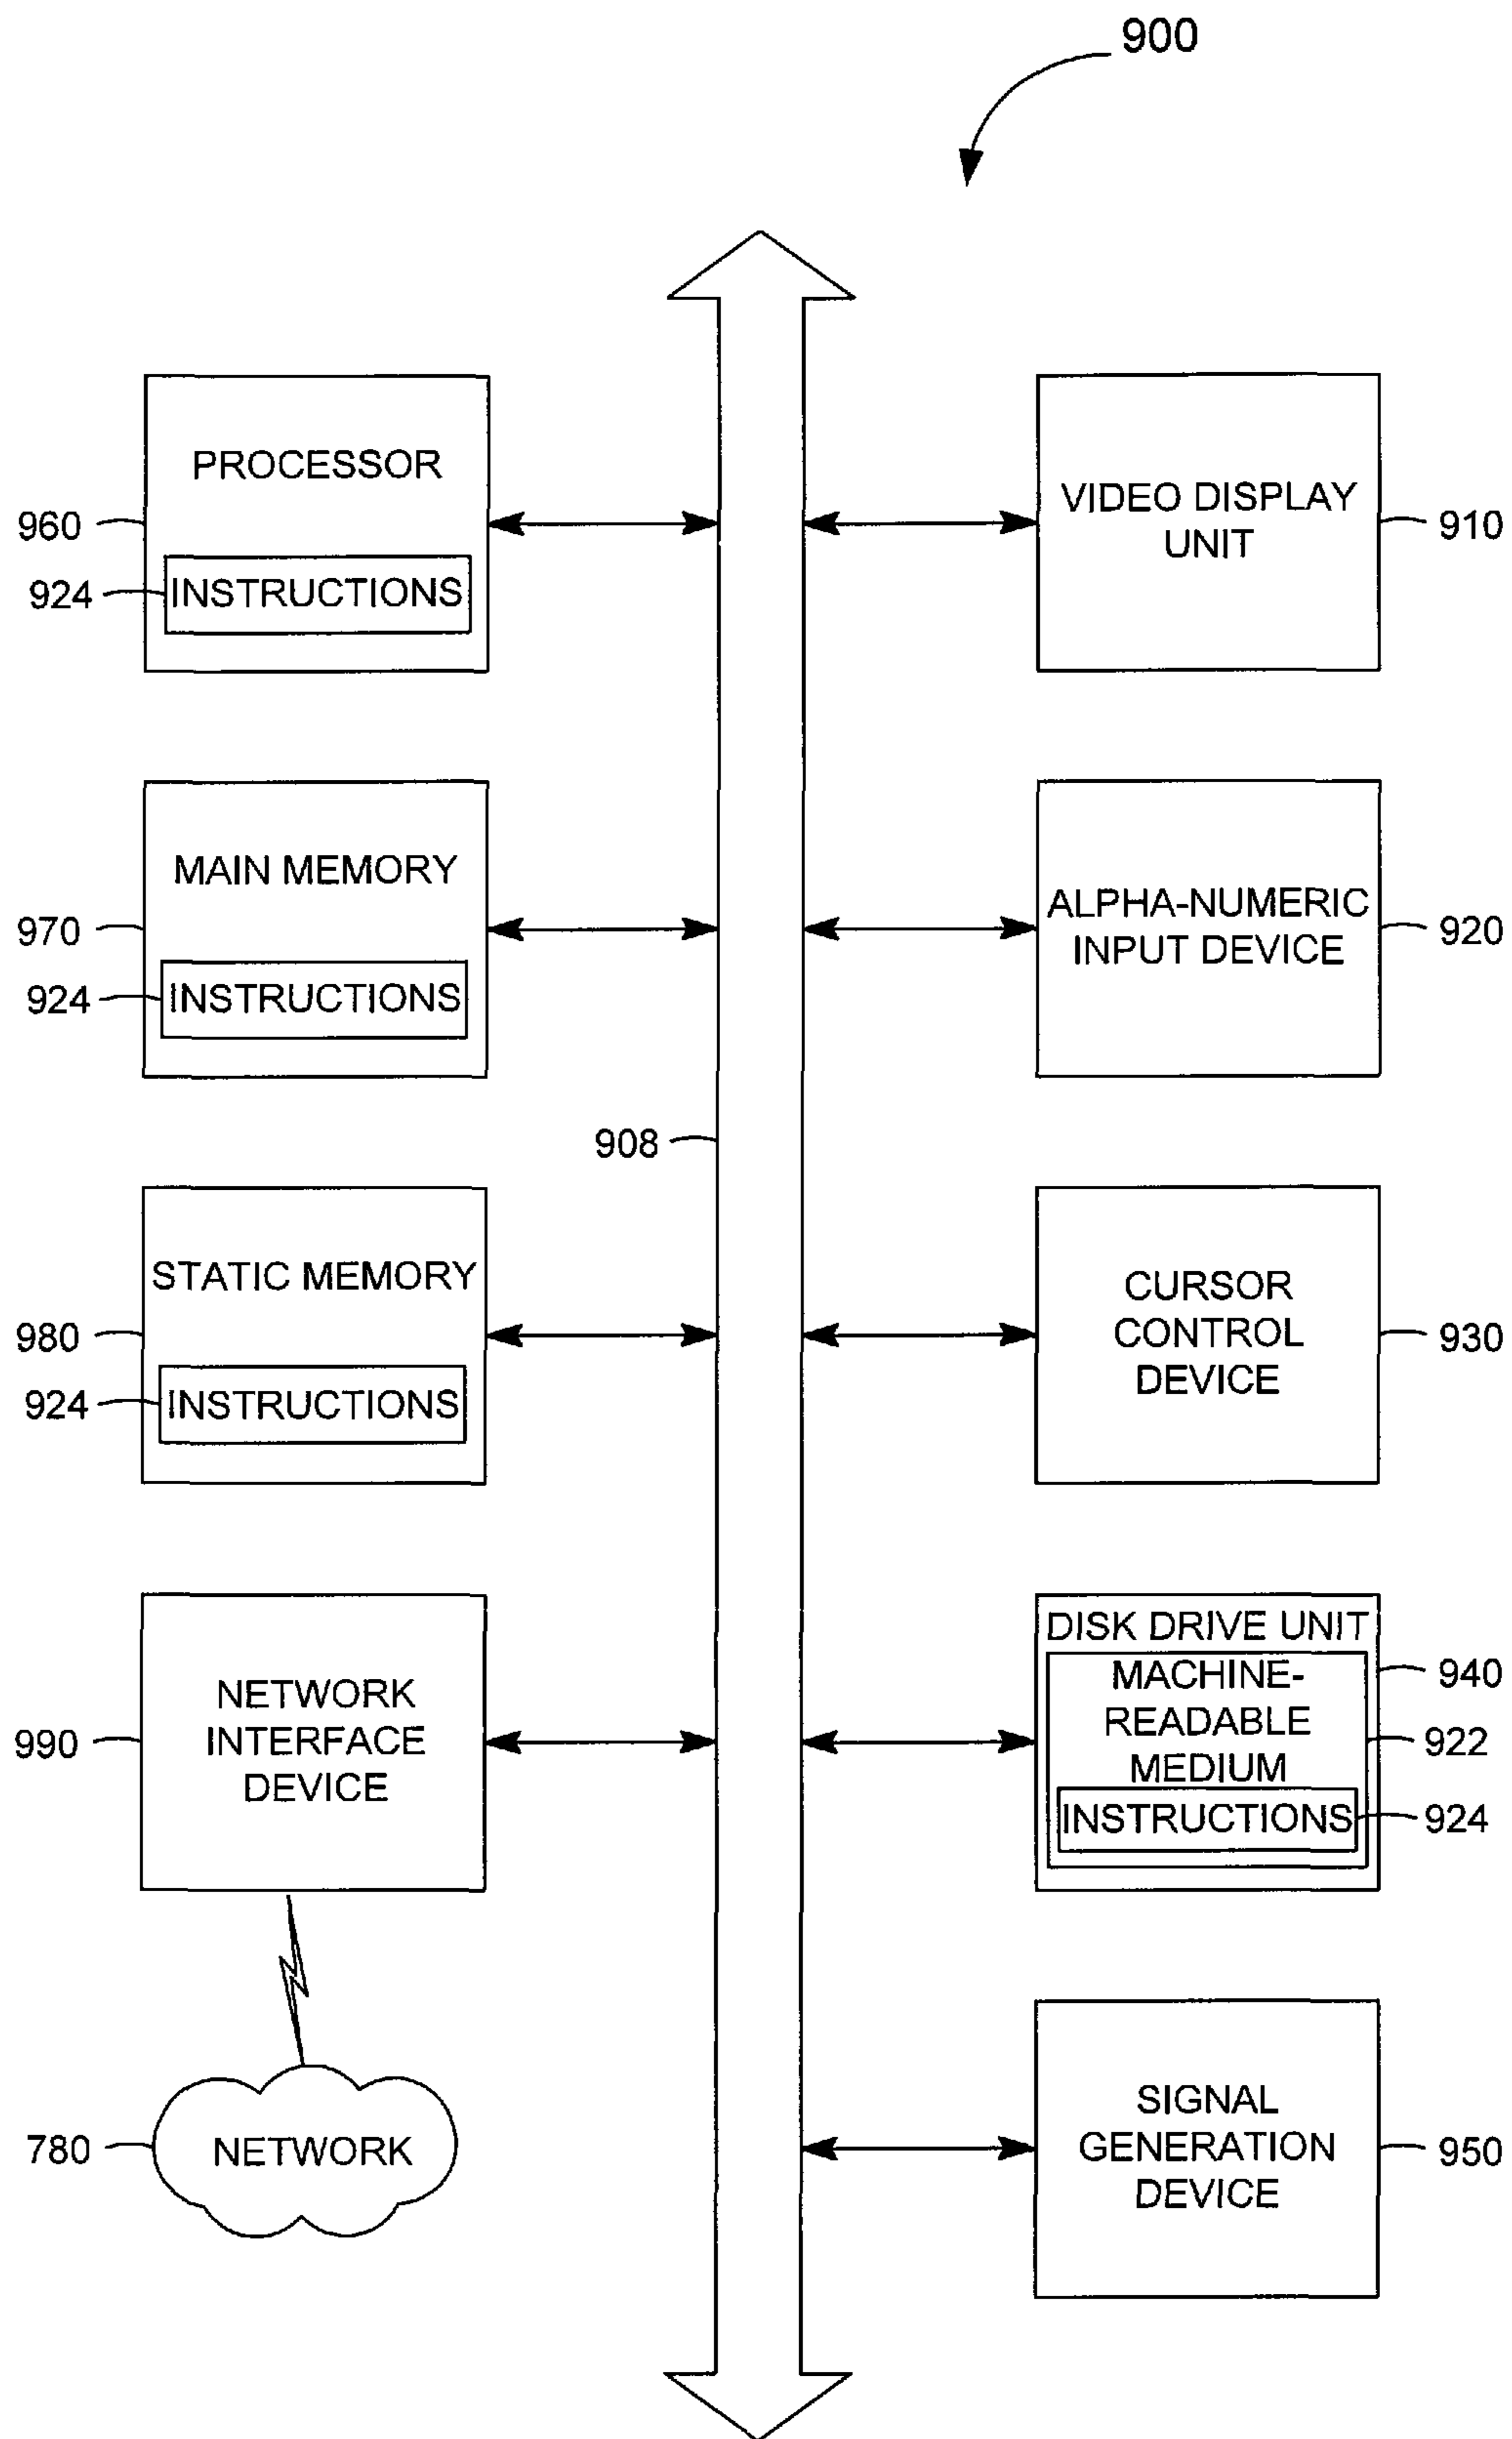 900
PROCESSOR
960
924
INSTRUCTIONS
VIDEO DISPLAY
UNIT
910
MAIN MEMORY
970
924
INSTRUCTIONS
ALPHA-NUMERIC
INPUT DEVICE
920
908
STATIC MEMORY
980
924
INSTRUCTIONS
CURSOR
CONTROL
DEVICE
930
NETWORK
INTERFACE
DEVICE
990
DISK DRIVE UNIT
940
MACHINE-
READABLE
MEDIUM
922
INSTRUCTIONS
924
780
NETWORK
SIGNAL
GENERATION
DEVICE
950